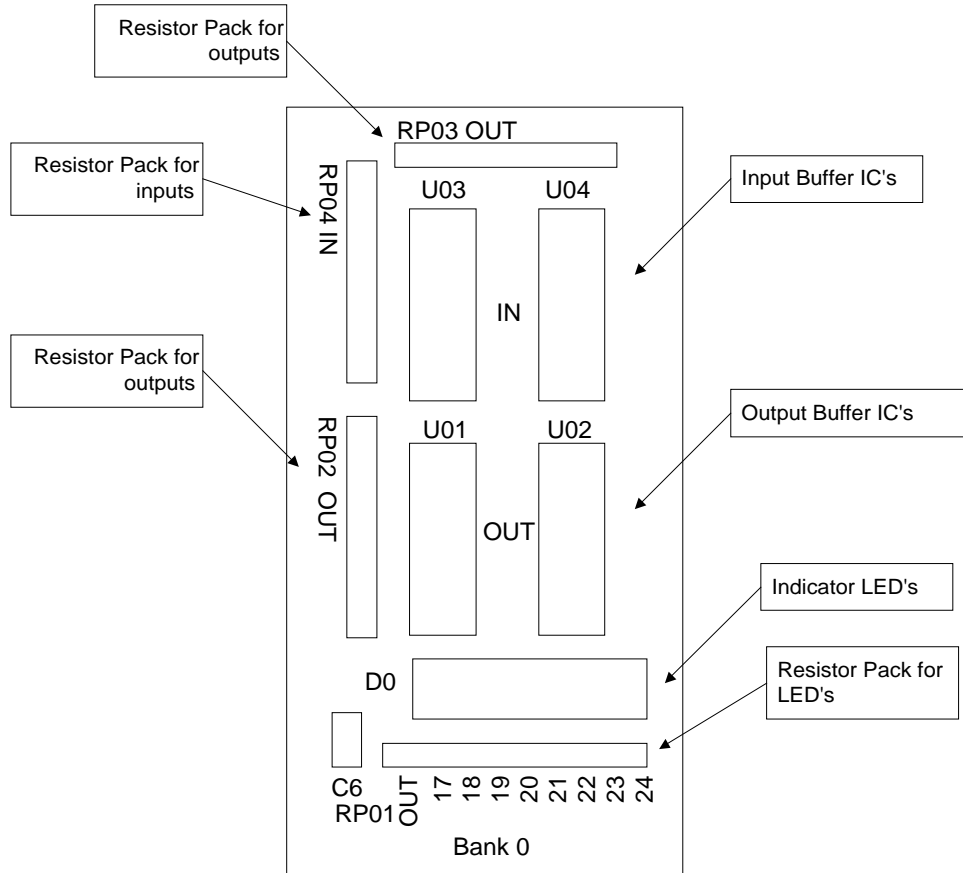 Resistor Pack for
outputs
RP03 OUT
Resistor Pack for
inputs
RP04 IN
U03
U04
Input Buffer IC's
IN
Resistor Pack for
outputs
RP02 OUT
U01
U02
Output Buffer IC's
OUT
Indicator LED's
D0
Resistor Pack for
LED's
C6
RP01
OUT
17
18
19
20
21
22
23
24
Bank 0